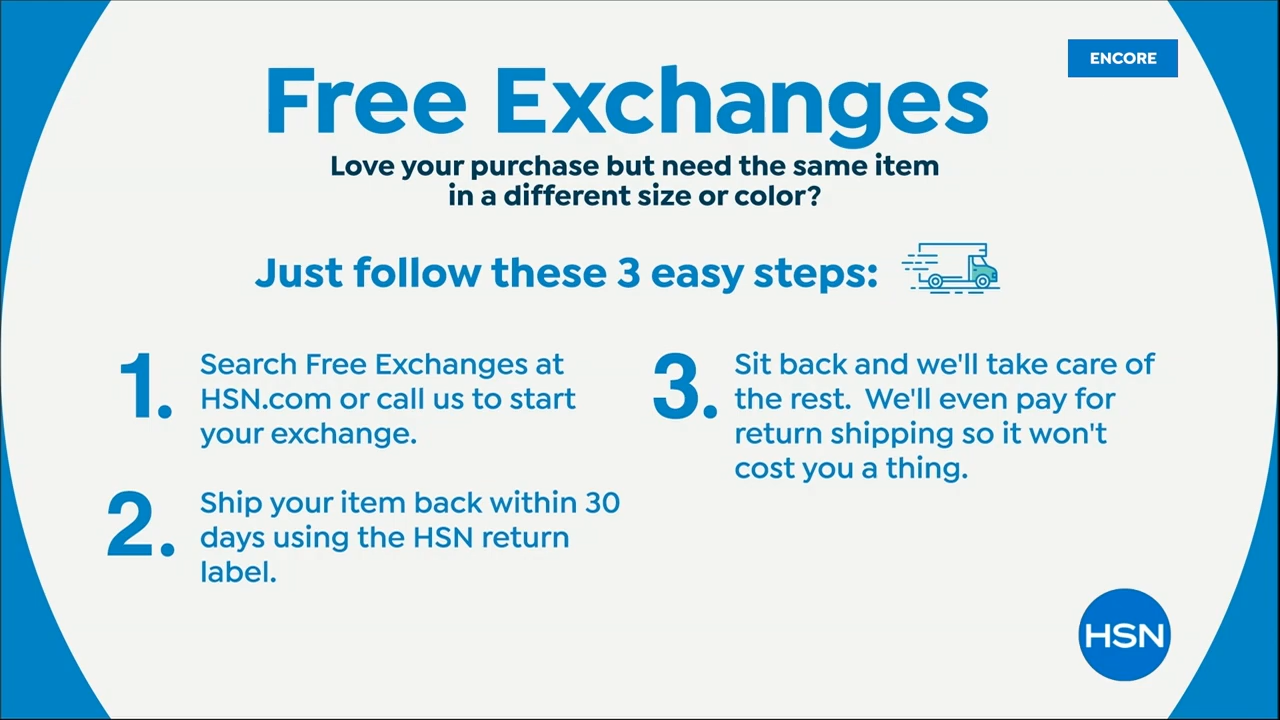 ENCORE
Free Exchanges
Love your purchase but need the same item
in a different size or color?
Just follow these 3 easy steps:
1. Search Free Exchanges at
HSN.com or call us to start
your exchange.
2. Ship your item back within 30
days using the HSN return
label.
3. Sit back and we'll take care of
the rest.  We'll even pay for
return shipping so it won't
cost you a thing.
HSN